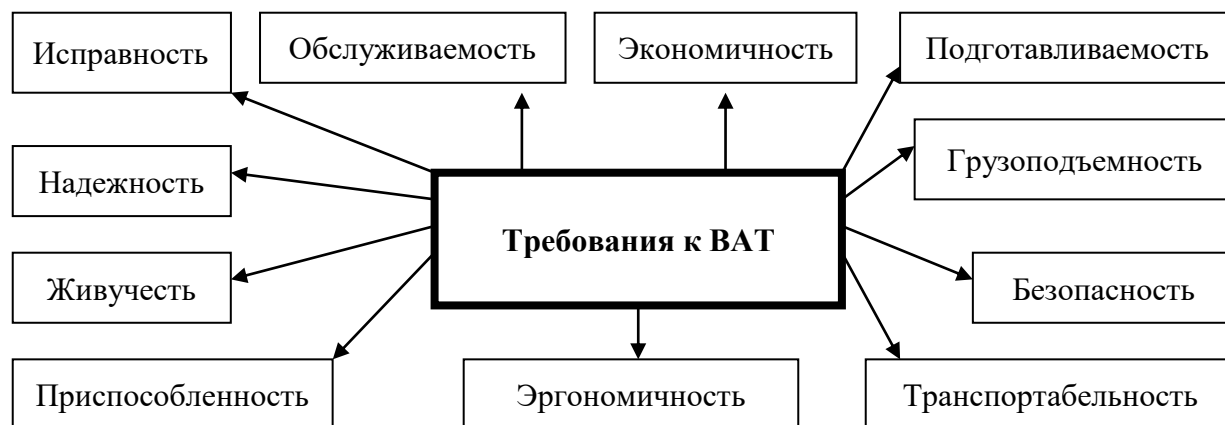 Исправность
Обслуживаемость
Экономичность
Подготавливаемость
Надежность
Грузоподъемность
Требования к ВАТ
Живучесть
Безопасность
Приспособленность
Эргономичность
Транспортабельность